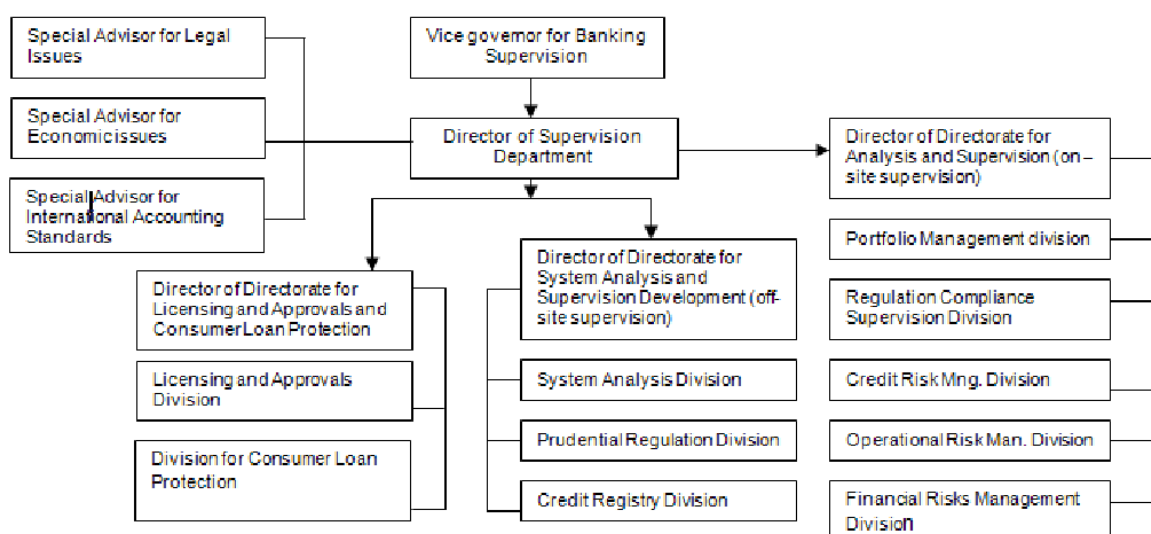 Special Advisor for Legal
Issues
Vice governor for Banking
Supervision
Special Advisor for
Economic issues
Director of Supervision
Department
Director of Directorate for
Analysis and Supervision (on –
site supervision)
Special Advisor for
International Accounting
Standards
Portfolio Management division
Director of Directorate for
Licensing and Approvals and
Consumer Loan Protection
Director of Directorate for
System Analysis and
Supervision Development (off-
site supervision)
Regulation Compliance
Supervision Division
Licensing and Approvals
Division
System Analysis Division
Credit Risk Mng. Division
Division for Consumer Loan
Protection
Prudential Regulation Division
Operational Risk Man. Division
Credit Registry Division
Financial Risks Management
Division